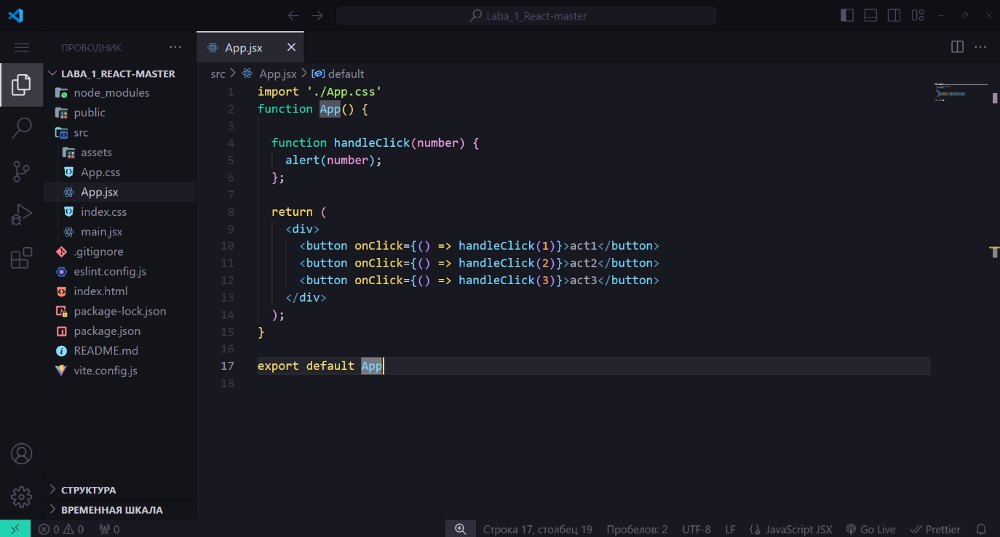 Laba_1_React-master
ПРОВОДНИК
LABA_1_REACT-MASTER
node_modules
public
src
assets
App.css
App.jsx
index.css
main.jsx
.gitignore
eslint.config.js
index.html
package-lock.json
package.json
README.md
vite.config.js
СТРУКТУРА
ВРЕМЕННАЯ ШКАЛА
App.jsx
src > App.jsx > default
1 import './App.css'
2 function App() {
3
4 function handleClick(number) {
5 alert(number);
6 };
7
8 return (
9 <div>
10 <button onClick={() => handleClick(1)}>act1</button>
11 <button onClick={() => handleClick(2)}>act2</button>
12 <button onClick={() => handleClick(3)}>act3</button>
13 </div>
14 );
15 }
16
17 export default App
18
0 0 0 Строка 17, столбец 19 Пробелов: 2 UTF-8 LF {} JavaScript JSX Go Live Prettier